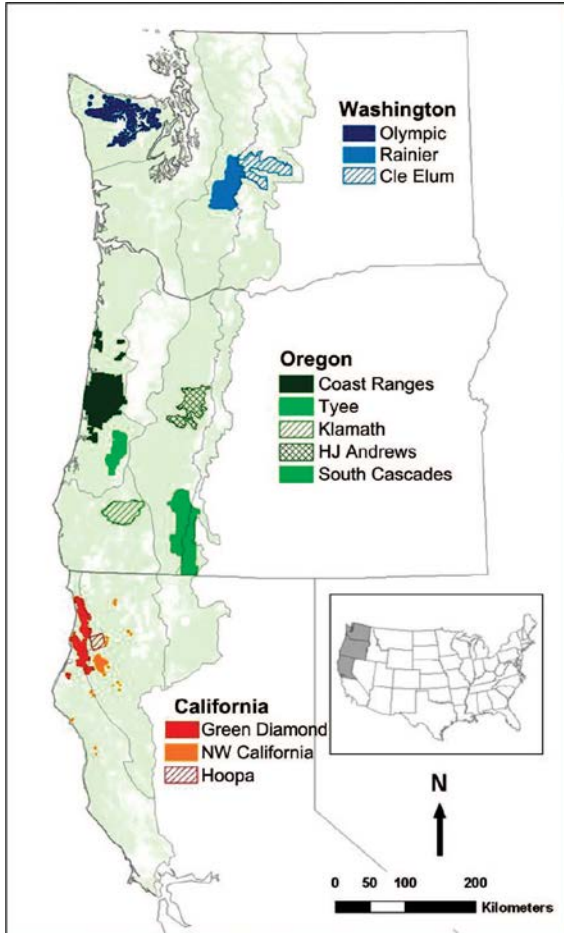 Washington
Olympic
Rainier
Cle Elum
Oregon
Coast Ranges
Tyee
Klamath
HJ Andrews
South Cascades
California
Green Diamond
NW California
Hoopa
N
0 50 100 200
Kilometers